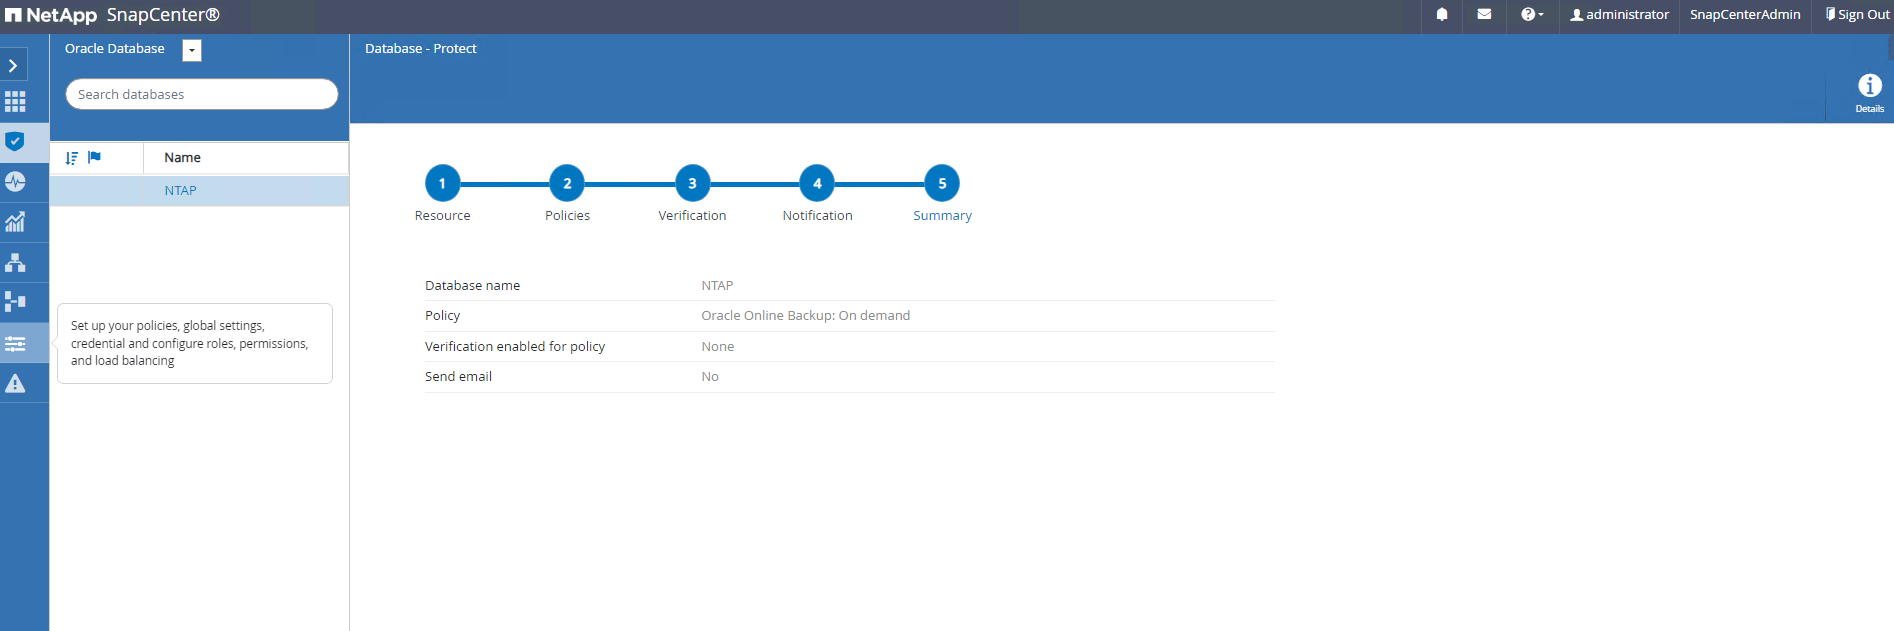 NetApp SnapCenter®
administrator
SnapCenterAdmin
Sign Out
Oracle Database
Search databases
Name
NTAP
Set up your policies, global settings,
credential and configure roles, permissions,
and load balancing
Database - Protect
Details
1
2
3
4
5
Resource
Policies
Verification
Notification
Summary
Database name NTAP
Policy Oracle Online Backup: On demand
Verification enabled for policy None
Send email No